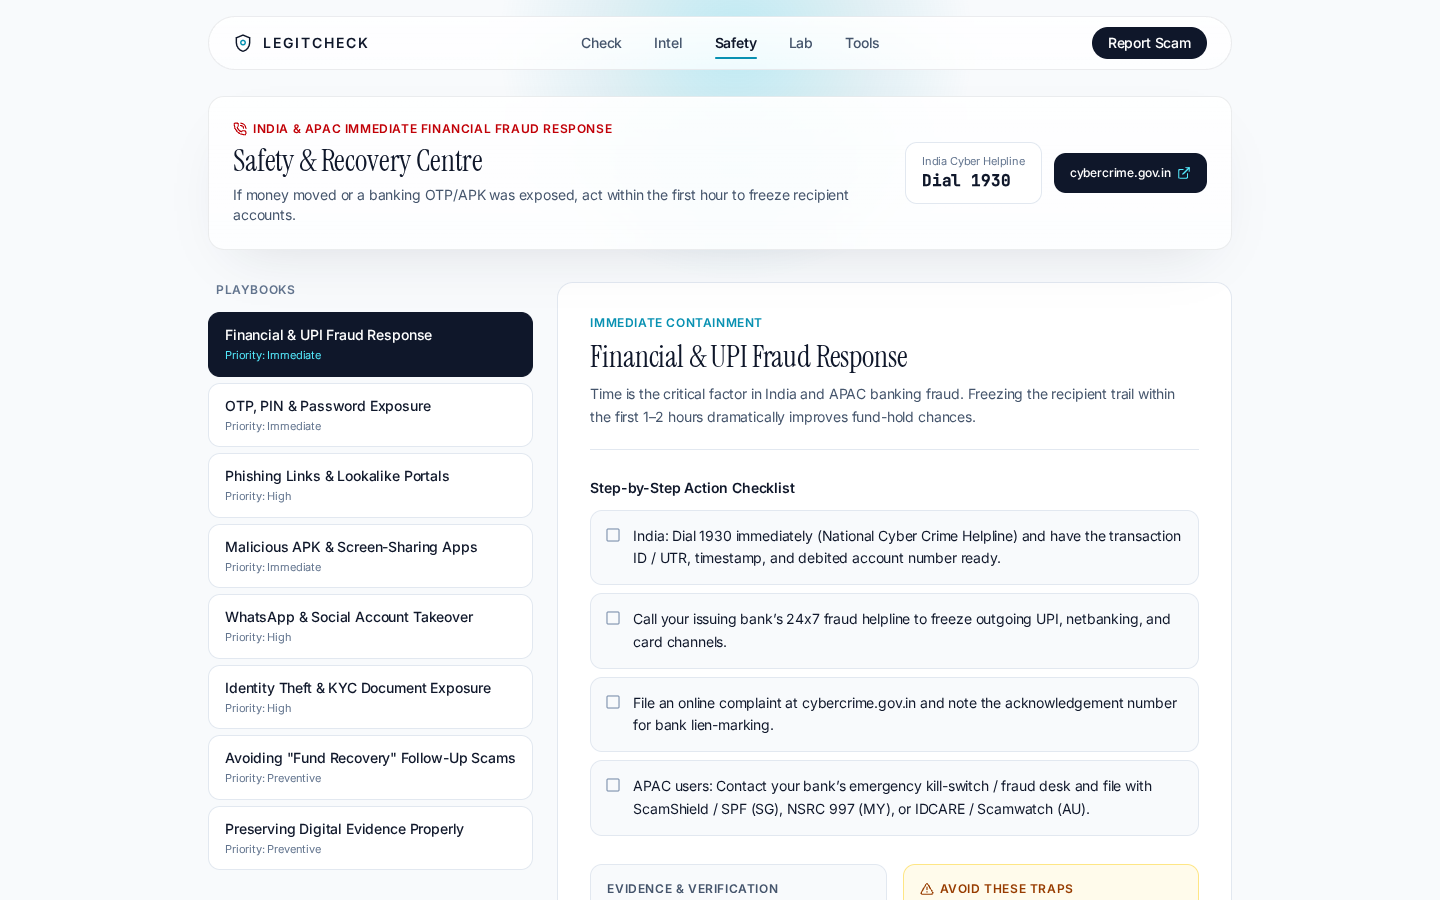 LEGITCHECK
Check
Intel
Safety
Lab
Tools
Report Scam
INDIA & APAC IMMEDIATE FINANCIAL FRAUD RESPONSE
Safety & Recovery Centre
If money moved or a banking OTP/APK was exposed, act within the first hour to freeze recipient
accounts.
India Cyber Helpline
Dial 1930
cybercrime.gov.in
PLAYBOOKS
Financial & UPI Fraud Response
Priority: Immediate
OTP, PIN & Password Exposure
Priority: Immediate
Phishing Links & Lookalike Portals
Priority: High
Malicious APK & Screen-Sharing Apps
Priority: Immediate
WhatsApp & Social Account Takeover
Priority: High
Identity Theft & KYC Document Exposure
Priority: High
Avoiding "Fund Recovery" Follow-Up Scams
Priority: Preventive
Preserving Digital Evidence Properly
Priority: Preventive
IMMEDIATE CONTAINMENT
Financial & UPI Fraud Response
Time is the critical factor in India and APAC banking fraud. Freezing the recipient trail within
the first 1–2 hours dramatically improves fund-hold chances.
Step-by-Step Action Checklist
India: Dial 1930 immediately (National Cyber Crime Helpline) and have the transaction
ID / UTR, timestamp, and debited account number ready.
Call your issuing bank’s 24x7 fraud helpline to freeze outgoing UPI, netbanking, and
card channels.
File an online complaint at cybercrime.gov.in and note the acknowledgement number
for bank lien-marking.
APAC users: Contact your bank’s emergency kill-switch / fraud desk and file with
ScamShield / SPF (SG), NSRC 997 (MY), or IDCARE / Scamwatch (AU).
EVIDENCE & VERIFICATION
AVOID THESE TRAPS